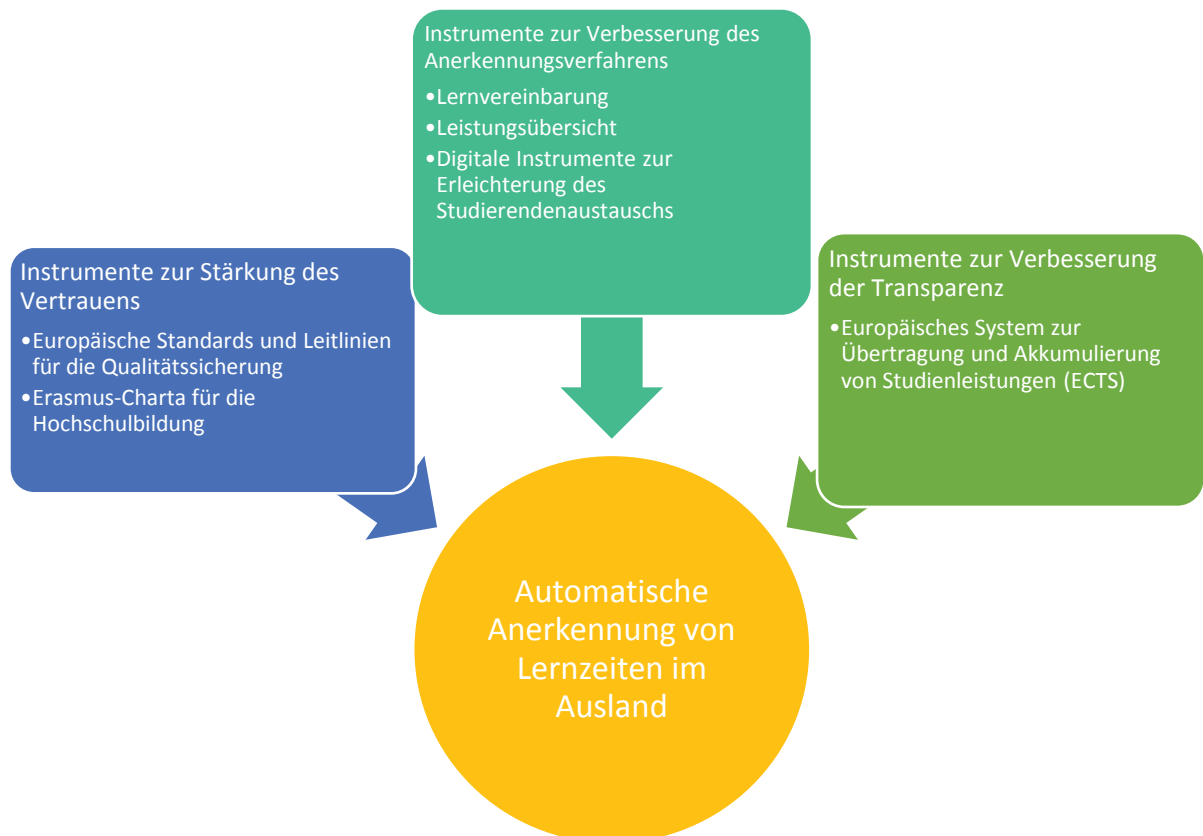 Instrumente zur Verbesserung des
Anerkennungsverfahrens
•Lernvereinbarung
•Leistungsübersicht
•Digitale Instrumente zur
Erleichterung des
Studierendenaustauschs
Instrumente zur Stärkung des
Vertrauens
•Europäische Standards und Leitlinien
für die Qualitätssicherung
•Erasmus-Charta für die
Hochschulbildung
Instrumente zur Verbesserung
der Transparenz
•Europäisches System zur
Übertragung und Akkumulierung
von Studienleistungen (ECTS)
Automatische
Anerkennung von
Lernzeiten im
Ausland